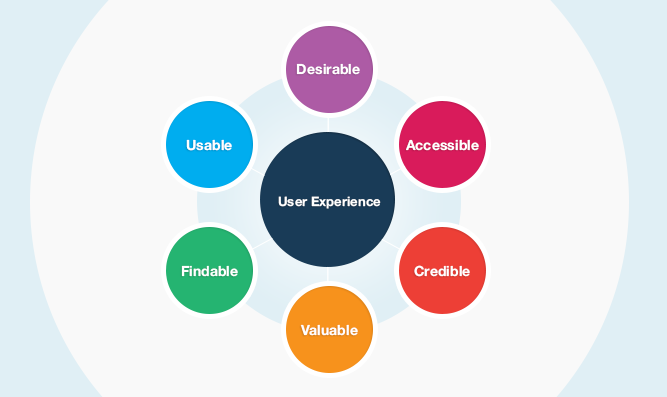 Desirable
Usable
Accessible
User Experience
Findable
Credible
Valuable